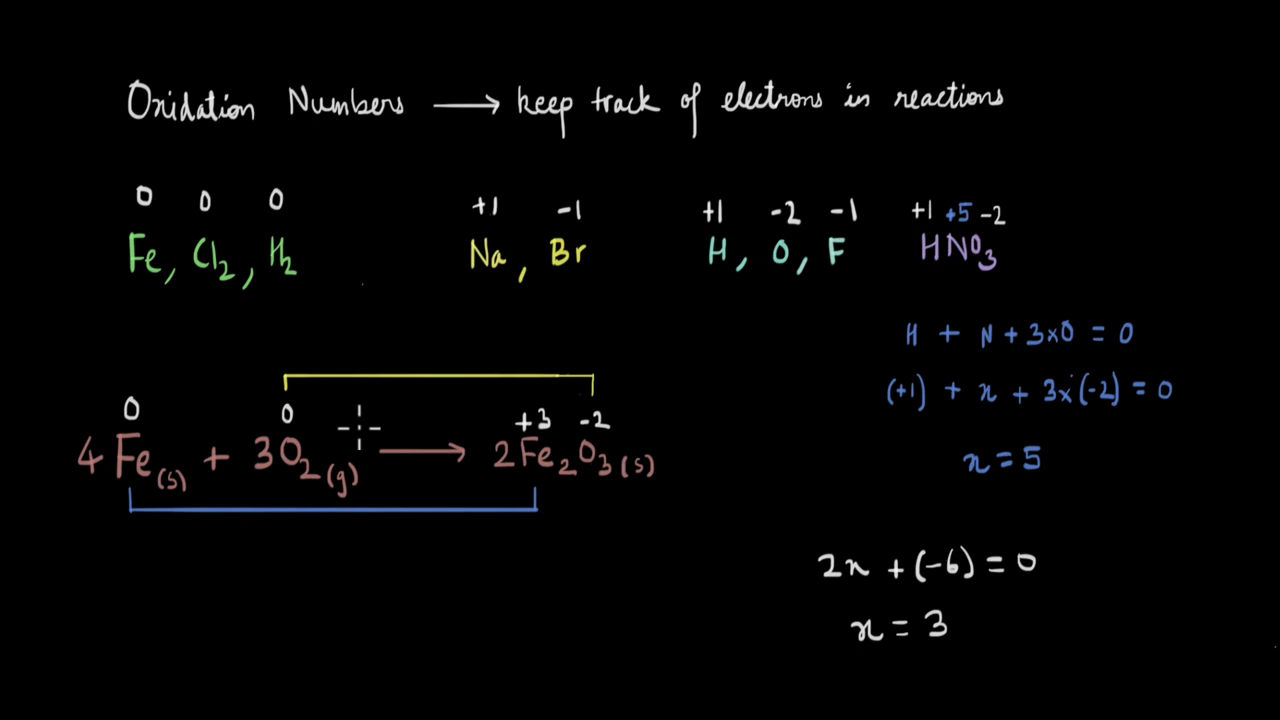 Oxidation Numbers ⟶ keep track of electrons in reactions
0 0 0 +1 -1 +1 -2 -1 +1 +5 -2
Fe, Cl₂, H₂ Na, Br H, O, F HNO₃
H + N + 3×O = 0
(+1) + x + 3×(-2) = 0
x = 5
0 0 +3 -2
4Fe(s) + 3O₂(g) ⟶ 2Fe₂O₃(s)
2x + (-6) = 0
x = 3